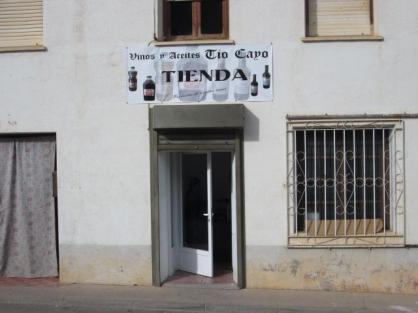 Vinos y Aceites Tio Cayo
TIENDA